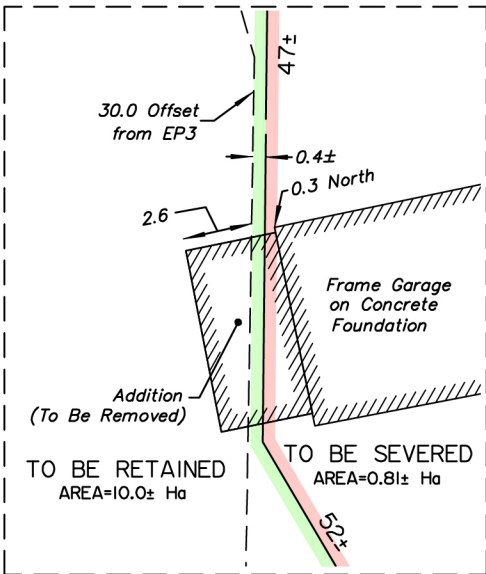 47±
30.0 Offset
from EP3
0.4±
0.3 North
2.6
Frame Garage
on Concrete
Foundation
Addition
(To Be Removed)
TO BE RETAINED
AREA=10.0± Ha
TO BE SEVERED
AREA=0.81± Ha
52±